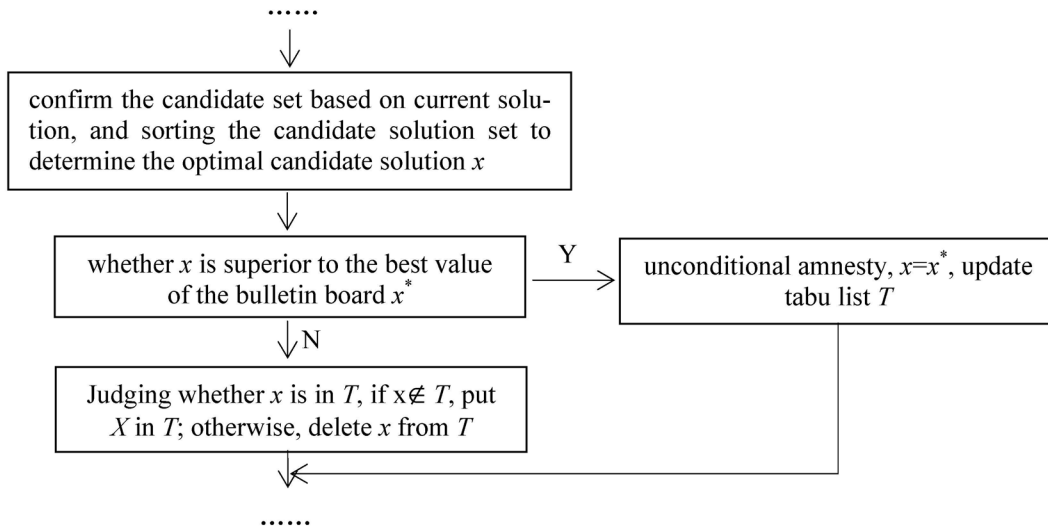 ......
confirm the candidate set based on current solu-
tion, and sorting the candidate solution set to
determine the optimal candidate solution x
whether x is superior to the best value
of the bulletin board x*
Y
unconditional amnesty, x=x*, update
tabu list T
N
Judging whether x is in T, if x∉ T, put
X in T; otherwise, delete x from T
......